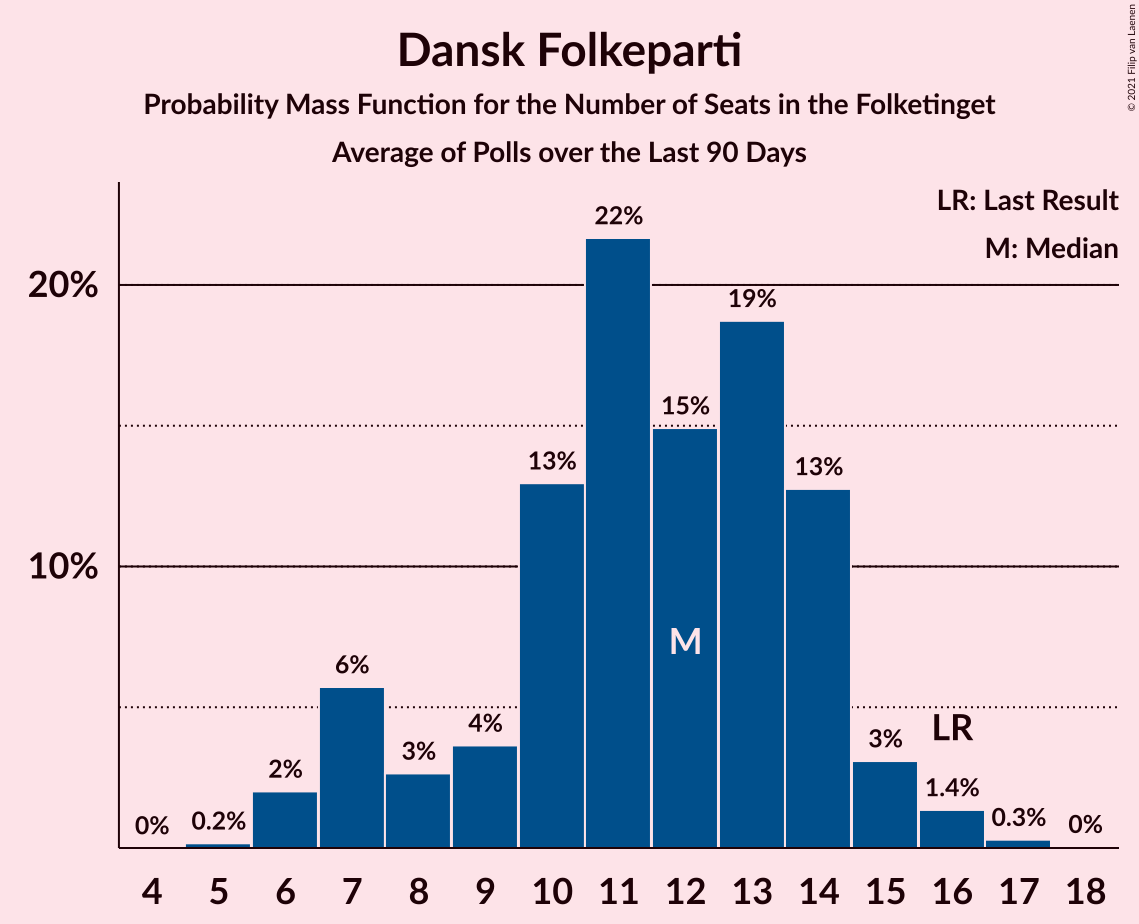 Dansk Folkeparti
Probability Mass Function for the Number of Seats in the Folketinget
Average of Polls over the Last 90 Days
© 2021 Filip van Laenen
LR: Last Result
M: Median
20%
10%
0%
0.2%
2%
6%
3%
4%
13%
22%
15%
19%
13%
3%
1.4%
0.3%
0%
M
LR
4 5 6 7 8 9 10 11 12 13 14 15 16 17 18